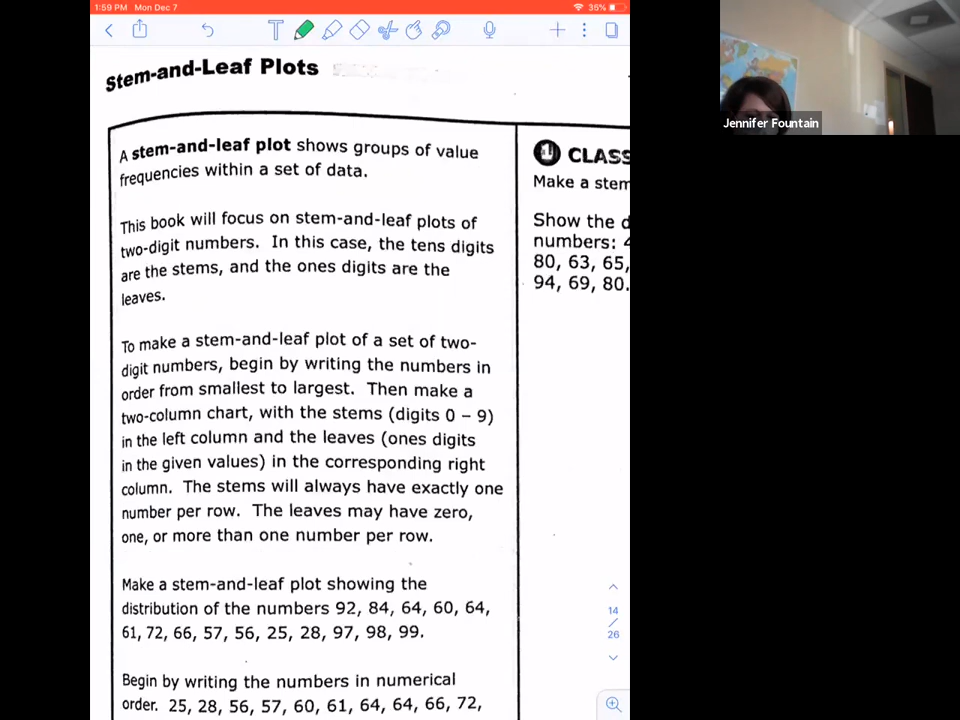 1:59 PM Mon Dec 7
35%
T
Stem-and-Leaf Plots
A stem-and-leaf plot shows groups of value
frequencies within a set of data.
This book will focus on stem-and-leaf plots of
two-digit numbers. In this case, the tens digits
are the stems, and the ones digits are the
leaves.
To make a stem-and-leaf plot of a set of two-
digit numbers, begin by writing the numbers in
order from smallest to largest. Then make a
two-column chart, with the stems (digits 0 – 9)
in the left column and the leaves (ones digits
in the given values) in the corresponding right
column. The stems will always have exactly one
number per row. The leaves may have zero,
one, or more than one number per row.
Make a stem-and-leaf plot showing the
distribution of the numbers 92, 84, 64, 60, 64,
61, 72, 66, 57, 56, 25, 28, 97, 98, 99.
Begin by writing the numbers in numerical
order. 25, 28, 56, 57, 60, 61, 64, 64, 66, 72,
1 CLASS
Make a stem
Show the d
numbers: 4
80, 63, 65,
94, 69, 80.
14
/
26
Jennifer Fountain